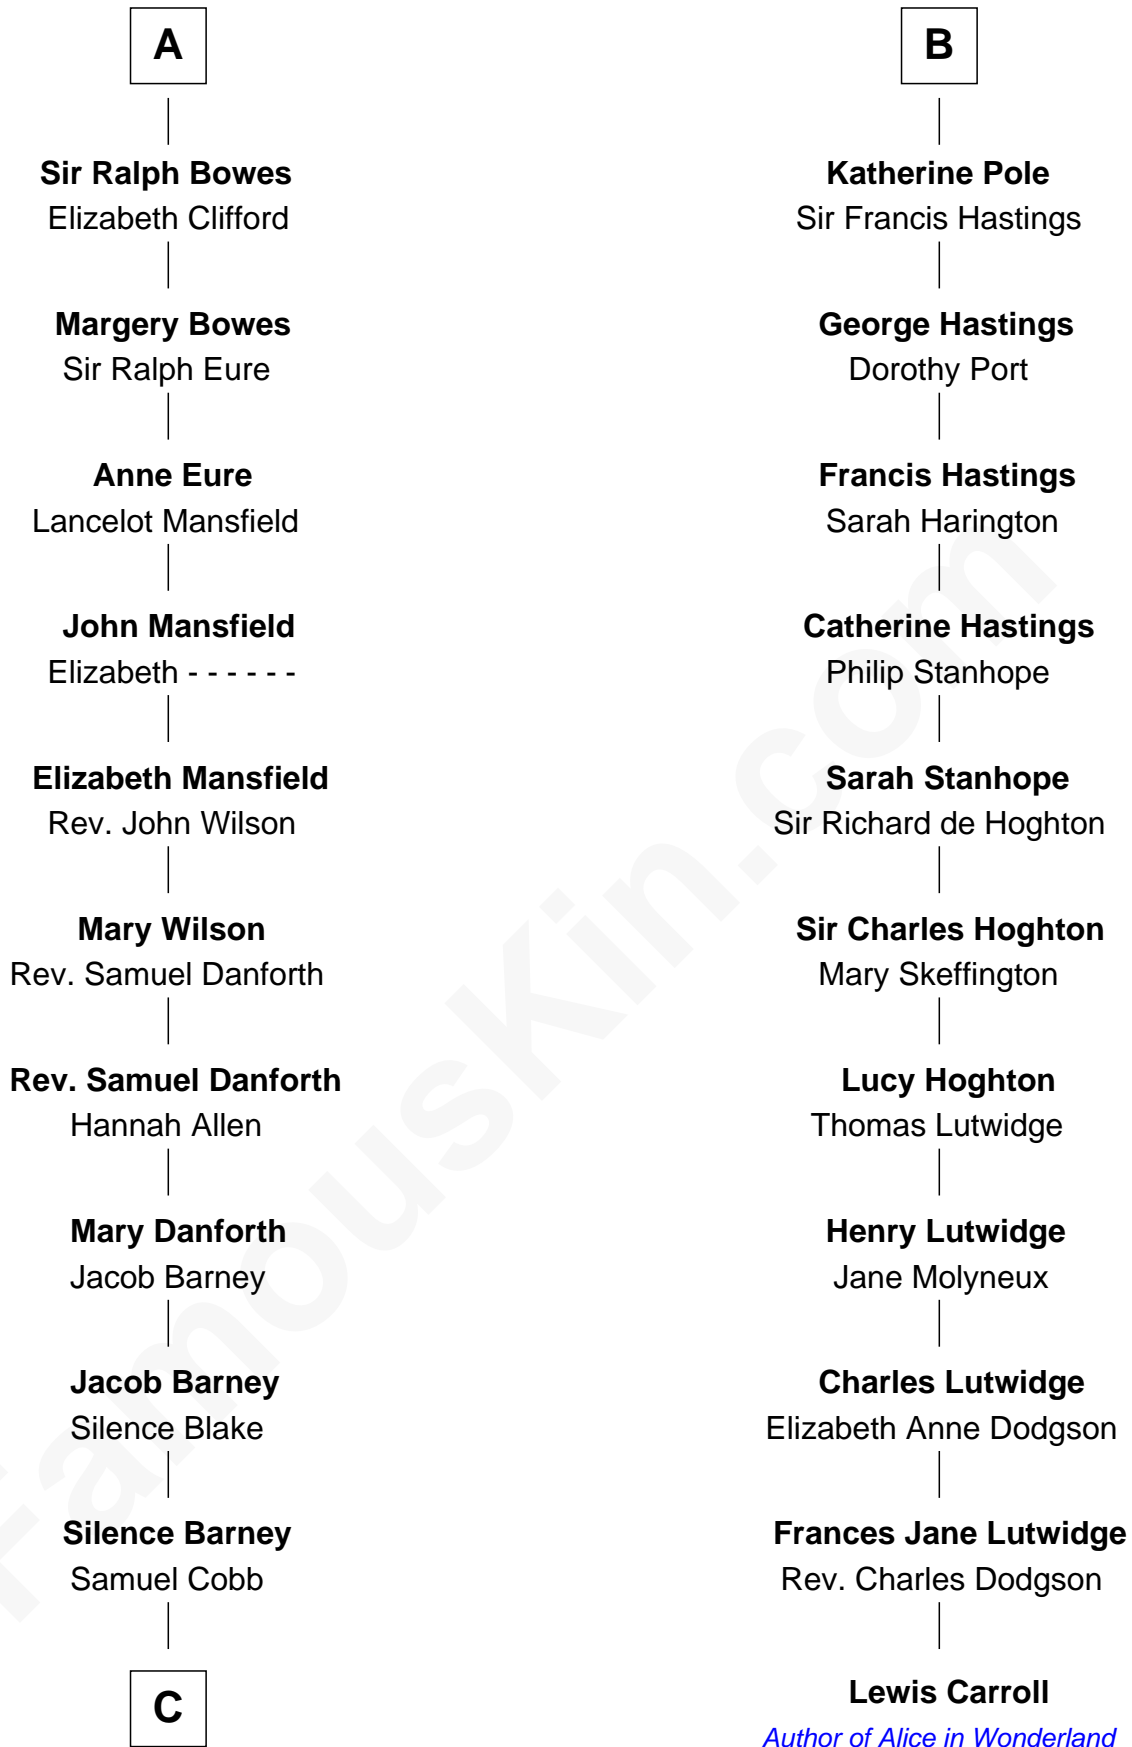 A
Sir Ralph Bowes
Elizabeth Clifford
Margery Bowes
Sir Ralph Eure
Anne Eure
Lancelot Mansfield
John Mansfield
Elizabeth - - - - - -
Elizabeth Mansfield
Rev. John Wilson
Mary Wilson
Rev. Samuel Danforth
Rev. Samuel Danforth
Hannah Allen
Mary Danforth
Jacob Barney
Jacob Barney
Silence Blake
Silence Barney
Samuel Cobb
C
B
Katherine Pole
Sir Francis Hastings
George Hastings
Dorothy Port
Francis Hastings
Sarah Harington
Catherine Hastings
Philip Stanhope
Sarah Stanhope
Sir Richard de Hoghton
Sir Charles Hoghton
Mary Skeffington
Lucy Hoghton
Thomas Lutwidge
Henry Lutwidge
Jane Molyneux
Charles Lutwidge
Elizabeth Anne Dodgson
Frances Jane Lutwidge
Rev. Charles Dodgson
Lewis Carroll
Author of Alice in Wonderland
FamousKin.com